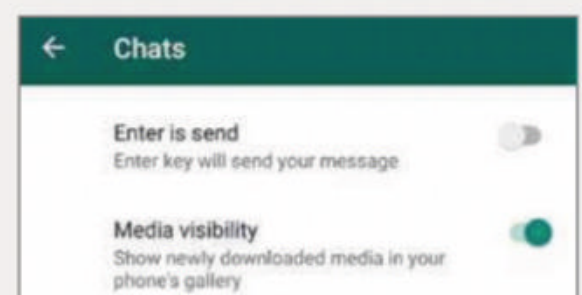 Chats
Enter is send
Enter key will send your message
Media visibility
Show newly downloaded media in your
phone's gallery